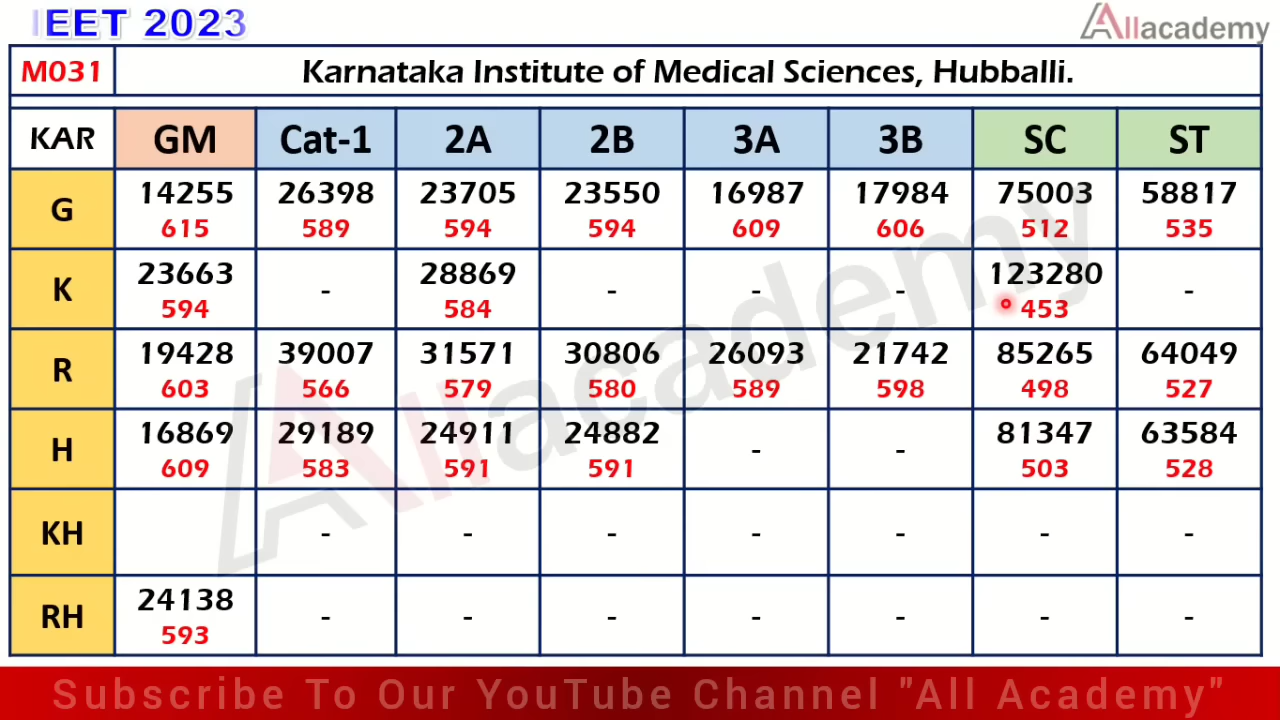 EET 2023
Allacademy
M031 Karnataka Institute of Medical Sciences, Hubballi.
KAR GM Cat-1 2A 2B 3A 3B SC ST
G 14255 26398 23705 23550 16987 17984 75003 58817
615 589 594 594 609 606 512 535
K 23663 - 28869 - - - 123280 -
594 584 453
R 19428 39007 31571 30806 26093 21742 85265 64049
603 566 579 580 589 598 498 527
H 16869 29189 24911 24882 - - 81347 63584
609 583 591 591 503 528
KH - - - - - - -
RH 24138 - - - - - - -
593
Allacademy
Subscribe To Our YouTube Channel "All Academy"